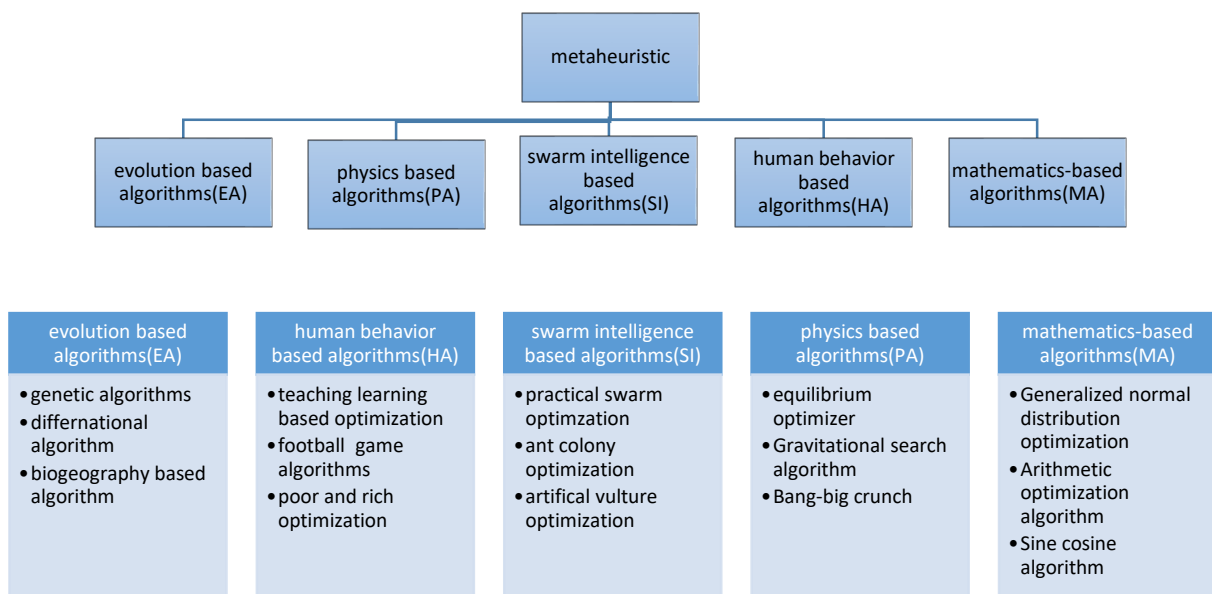 metaheuristic
evolution based
algorithms(EA)
physics based
algorithms(PA)
swarm intelligence
based
algorithms(SI)
human behavior
based
algorithms(HA)
mathematics-based
algorithms(MA)
evolution based
algorithms(EA)
• genetic algorithms
• differnational
algorithm
• biogeography based
algorithm
human behavior
based algorithms(HA)
• teaching learning
based optimization
• football game
algorithms
• poor and rich
optimization
swarm intelligence
based algorithms(SI)
• practical swarm
optimzation
• ant colony
optimization
• artifical vulture
optimization
physics based
algorithms(PA)
• equilibrium
optimizer
• Gravitational search
algorithm
• Bang-big crunch
mathematics-based
algorithms(MA)
• Generalized normal
distribution
optimization
• Arithmetic
optimization
algorithm
• Sine cosine
algorithm